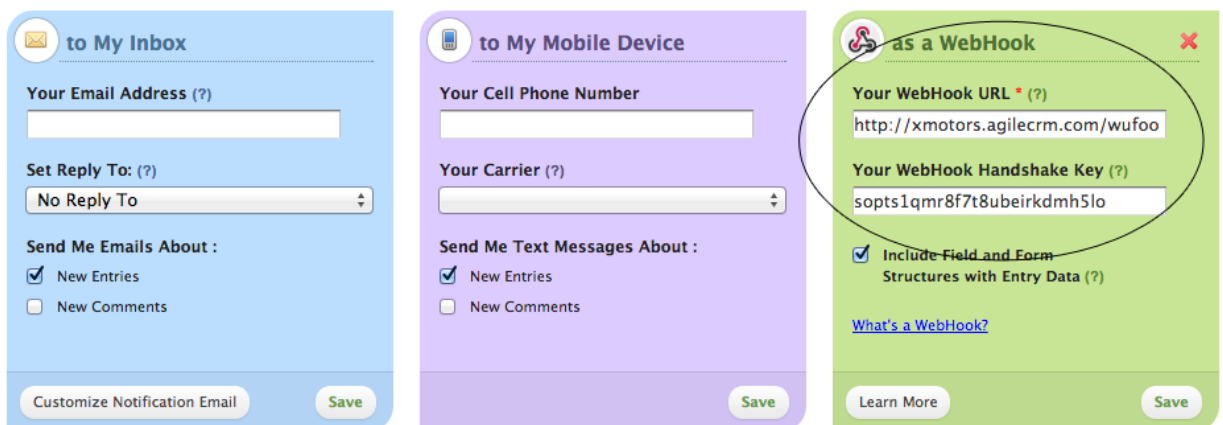 to My Inbox
Your Email Address (?)
Set Reply To: (?)
No Reply To
Send Me Emails About :
New Entries
New Comments
Customize Notification Email
Save
to My Mobile Device
Your Cell Phone Number
Your Carrier (?)
Send Me Text Messages About :
New Entries
New Comments
Save
as a WebHook
Your WebHook URL * (?)
http://xmotors.agilecrm.com/wufoo
Your WebHook Handshake Key (?)
sopts1qmr8f7t8ubeirkdmh5lo
Include Field and Form
Structures with Entry Data (?)
What's a WebHook?
Learn More
Save